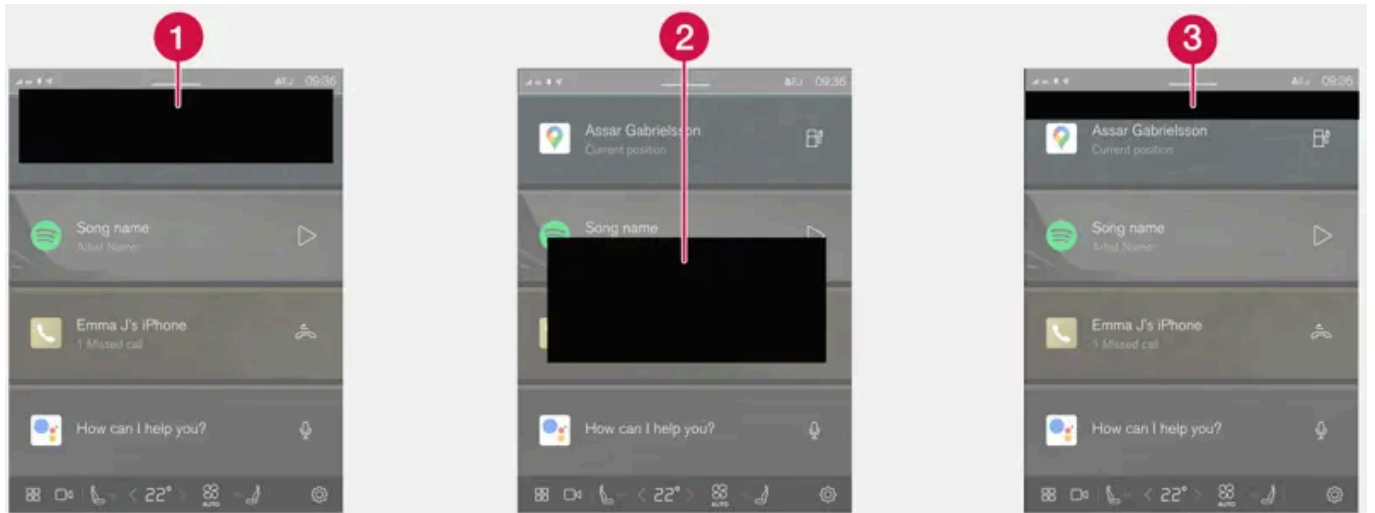 1
2
3
09:36
Song name
Artist Name
Emma J's iPhone
1 Missed call
How can I help you?
22°
AUTO
09:36
Assar Gabrielsson
Current position
Song name
How can I help you?
22°
AUTO
09:36
Assar Gabrielsson
Current position
Song name
Artist Name
Emma J's iPhone
1 Missed call
How can I help you?
22°
AUTO